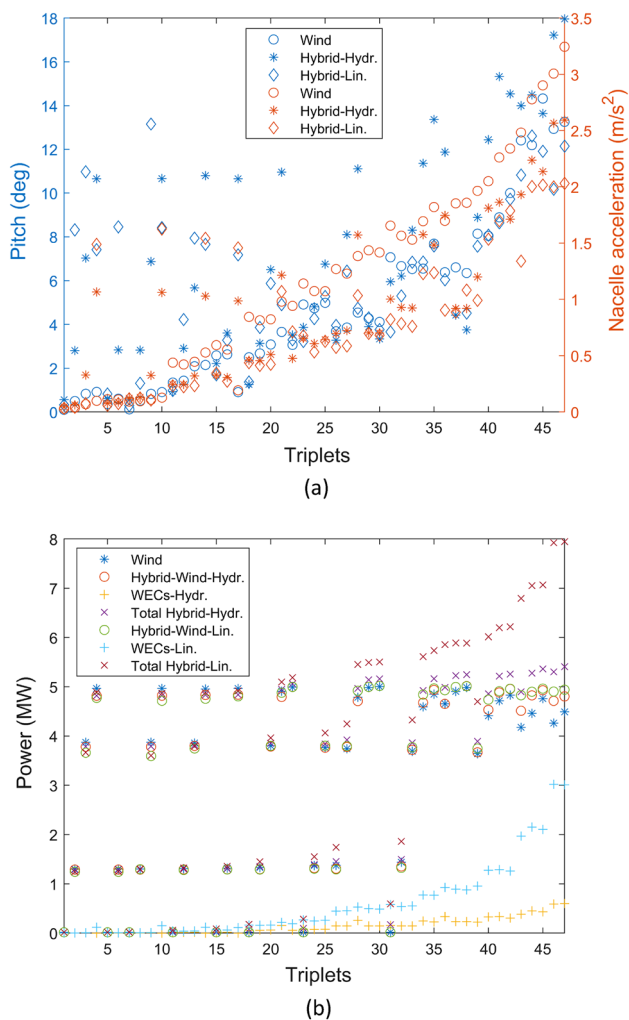 18
16
14
12
10
8
6
4
2
0
Pitch (deg)
Wind
Hybrid-Hydr.
Hybrid-Lin.
Wind
Hybrid-Hydr.
Hybrid-Lin.
3.5
3
2.5
2
1.5
1
0.5
0
Nacelle acceleration (m/s²)
5 10 15 20 25 30 35 40 45
Triplets
(a)
8
7
6
5
4
3
2
1
0
Power (MW)
Wind
Hybrid-Wind-Hydr.
WECs-Hydr.
Total Hybrid-Hydr.
Hybrid-Wind-Lin.
WECs-Lin.
Total Hybrid-Lin.
5 10 15 20 25 30 35 40 45
Triplets
(b)